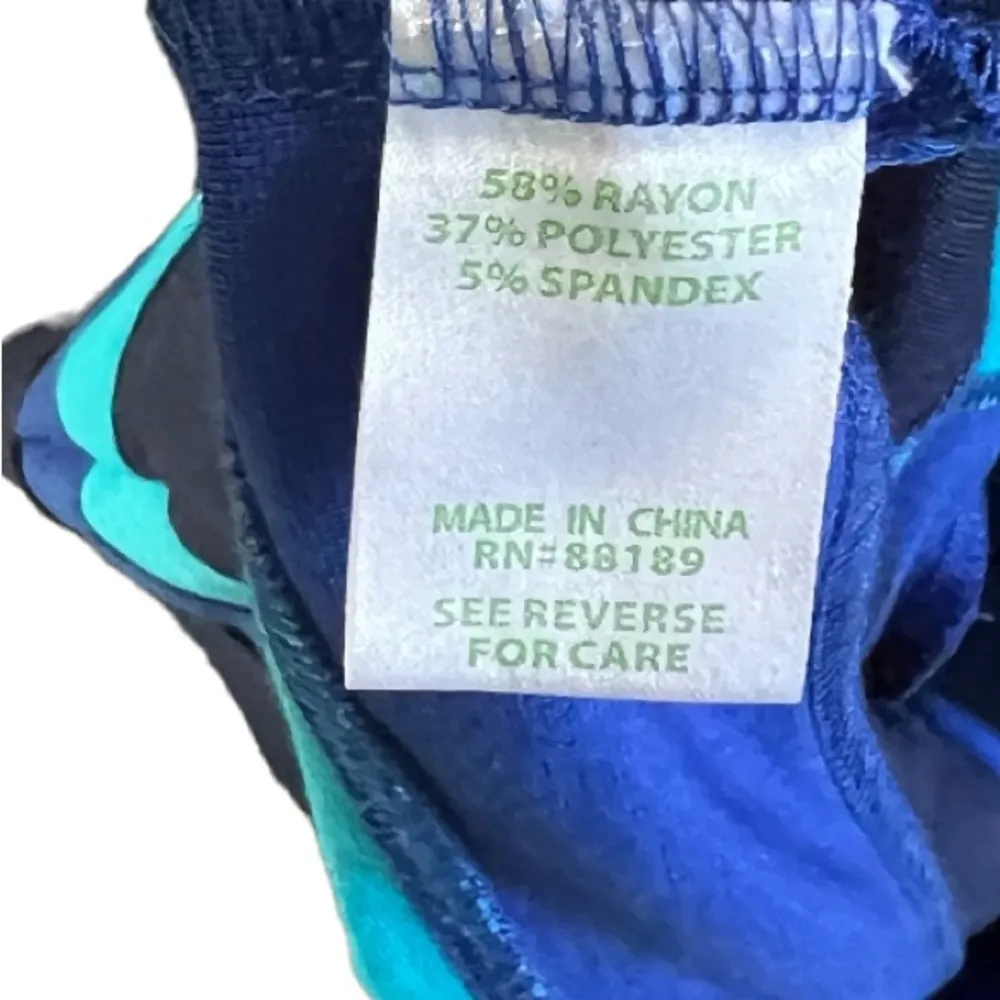 58% RAYON
37% POLYESTER
5% SPANDEX
MADE IN CHINA
RN#88189
SEE REVERSE
FOR CARE